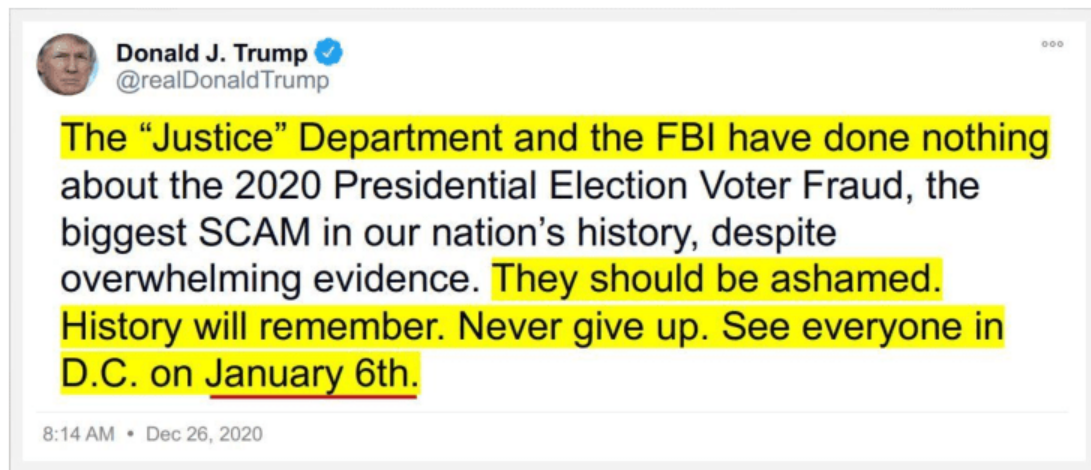 Donald J. Trump
@realDonaldTrump
The “Justice” Department and the FBI have done nothing
about the 2020 Presidential Election Voter Fraud, the
biggest SCAM in our nation’s history, despite
overwhelming evidence. They should be ashamed.
History will remember. Never give up. See everyone in
D.C. on January 6th.
8:14 AM • Dec 26, 2020